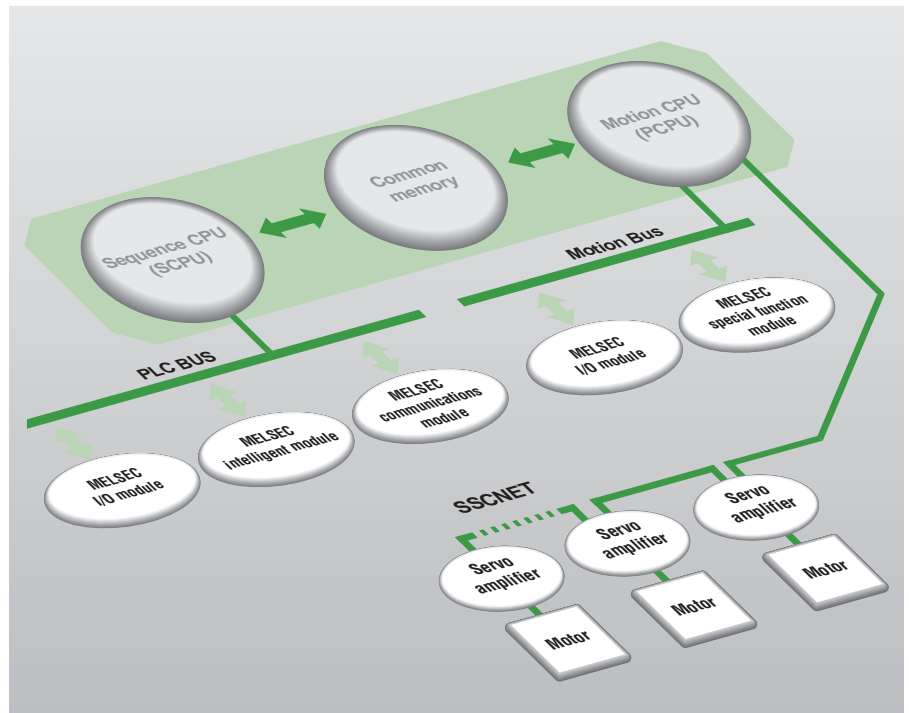 Motion CPU
(PCPU)
Common
memory
Sequence CPU
(SCPU)
Motion Bus
PLC BUS
MELSEC
special function
module
MELSEC
I/O module
MELSEC
communications
module
MELSEC
intelligent module
MELSEC
I/O module
SSCNET
Servo
amplifier
Servo
amplifier
Servo
amplifier
Motor
Motor
Motor